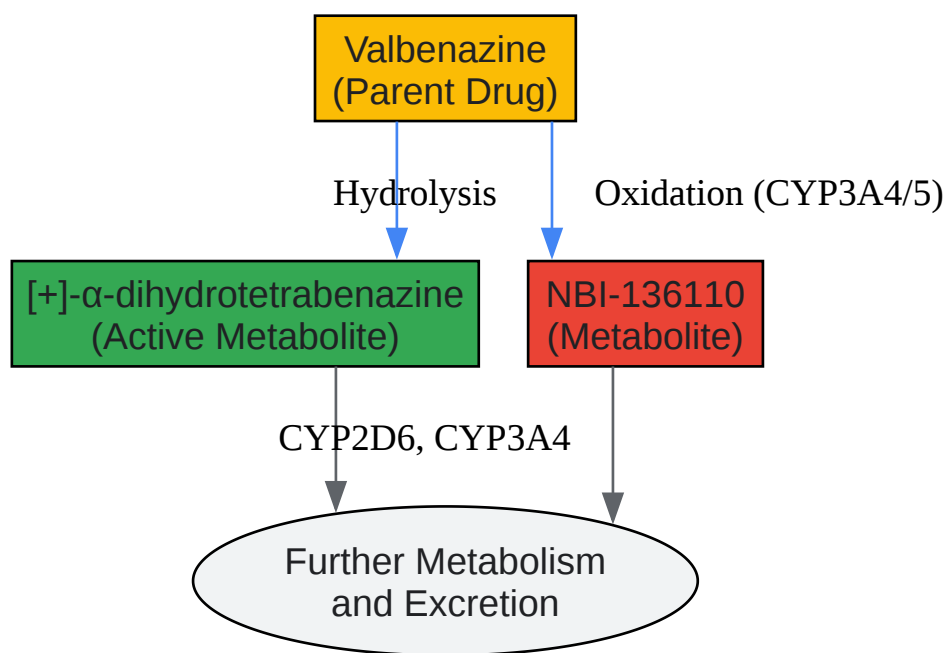 Valbenazine
(Parent Drug)
Hydrolysis
Oxidation (CYP3A4/5)
[+]-α-dihydrotetrabenazine
(Active Metabolite)
NBI-136110
(Metabolite)
CYP2D6, CYP3A4
Further Metabolism
and Excretion